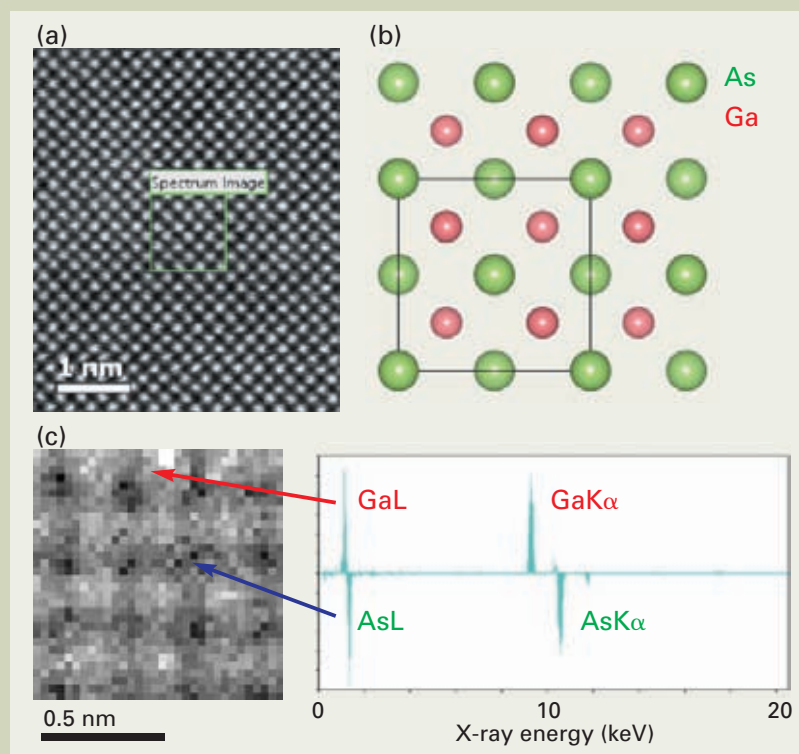 (a)
Spectrum Image
1 nm
(b)
As
Ga
(c)
0.5 nm
GaL
GaKα
AsL
AsKα
0
10
20
X-ray energy (keV)